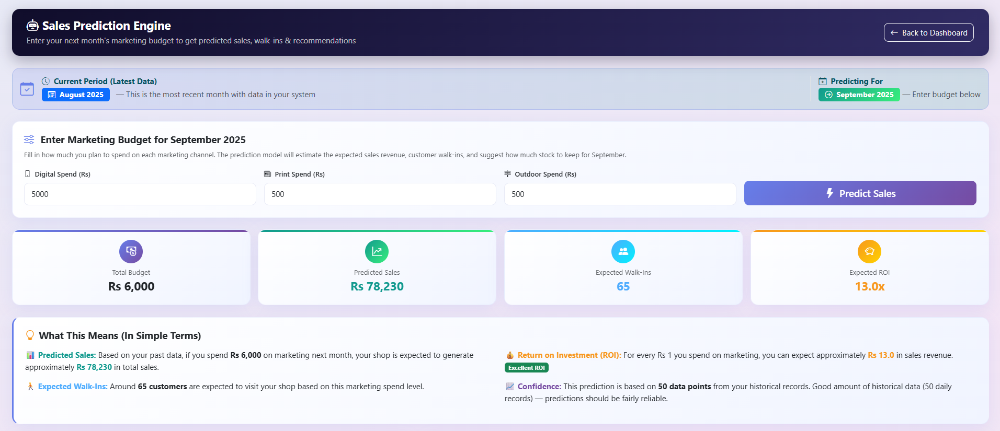 Sales Prediction Engine
Enter your next month's marketing budget to get predicted sales, walk-ins & recommendations
← Back to Dashboard
Current Period (Latest Data)
August 2025 — This is the most recent month with data in your system
Predicting For
September 2025 — Enter budget below
Enter Marketing Budget for September 2025
Fill in how much you plan to spend on each marketing channel. The prediction model will estimate the expected sales revenue, customer walk-ins, and suggest how much stock to keep for September.
Digital Spend (Rs)
5000
Print Spend (Rs)
500
Outdoor Spend (Rs)
500
Predict Sales
Total Budget
Rs 6,000
Predicted Sales
Rs 78,230
Expected Walk-Ins
65
Expected ROI
13.0x
What This Means (In Simple Terms)
Predicted Sales: Based on your past data, if you spend Rs 6,000 on marketing next month, your shop is expected to generate
approximately Rs 78,230 in total sales.
Expected Walk-Ins: Around 65 customers are expected to visit your shop based on this marketing spend level.
Return on Investment (ROI): For every Rs 1 you spend on marketing, you can expect approximately Rs 13.0 in sales revenue.
Excellent ROI
Confidence: This prediction is based on 50 data points from your historical records. Good amount of historical data (50 daily
records) — predictions should be fairly reliable.